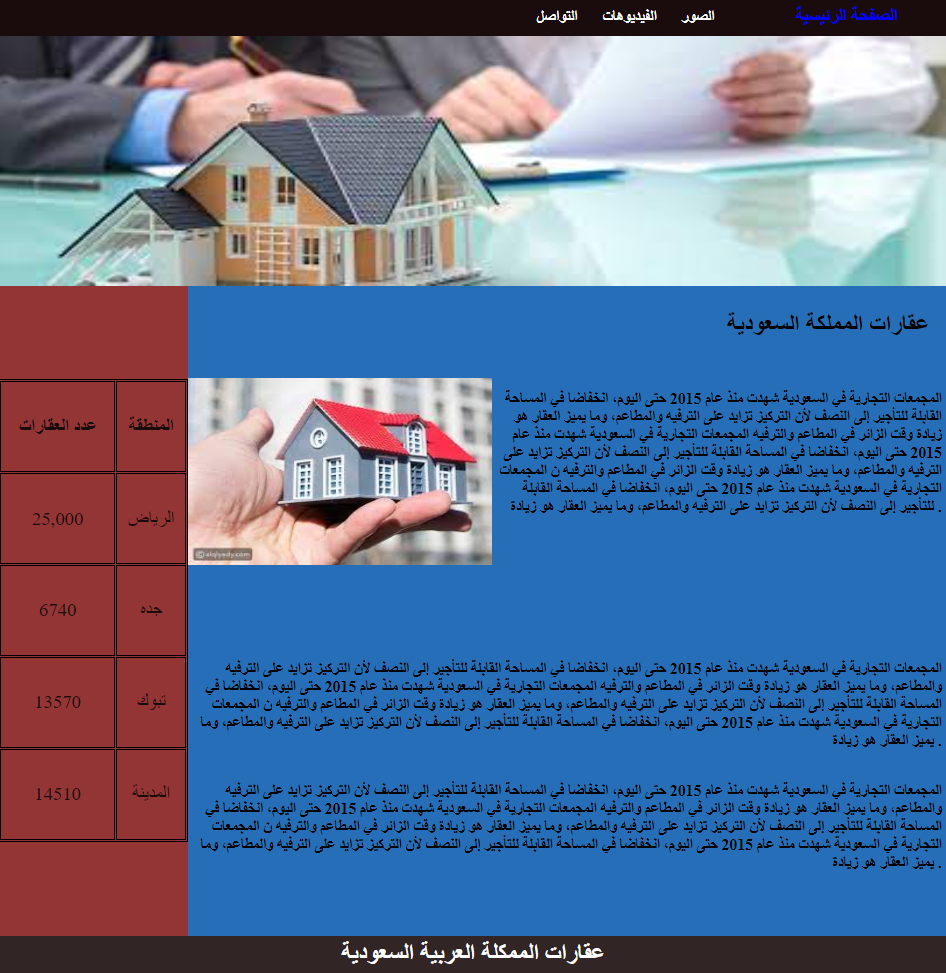 الصفحة الرئيسية الصور الفيديوهات التواصل
عقارات المملكة السعودية
المجمعات التجارية في السعودية شهدت منذ عام 2015 حتى اليوم، انخفاضا في المساحة
القابلة للتأجير إلى النصف لأن التركيز تزايد على الترفيه والمطاعم، وما يميز العقار هو
زيادة وقت الزائر في المطاعم والترفيه المجمعات التجارية في السعودية شهدت منذ عام
2015 حتى اليوم، انخفاضا في المساحة القابلة للتأجير إلى النصف لأن التركيز تزايد على
الترفيه والمطاعم، وما يميز العقار هو زيادة وقت الزائر في المطاعم والترفيه ن المجمعات
التجارية في السعودية شهدت منذ عام 2015 حتى اليوم، انخفاضا في المساحة القابلة
للتأجير إلى النصف لأن التركيز تزايد على الترفيه والمطاعم، وما يميز العقار هو زيادة .
©alqiyady.com
المنطقة عدد العقارات
الرياض 25,000
جده 6740
تبوك 13570
المدينة 14510
المجمعات التجارية في السعودية شهدت منذ عام 2015 حتى اليوم، انخفاضا في المساحة القابلة للتأجير إلى النصف لأن التركيز تزايد على الترفيه
والمطاعم، وما يميز العقار هو زيادة وقت الزائر في المطاعم والترفيه المجمعات التجارية في السعودية شهدت منذ عام 2015 حتى اليوم، انخفاضا في
المساحة القابلة للتأجير إلى النصف لأن التركيز تزايد على الترفيه والمطاعم، وما يميز العقار هو زيادة وقت الزائر في المطاعم والترفيه ن المجمعات
التجارية في السعودية شهدت منذ عام 2015 حتى اليوم، انخفاضا في المساحة القابلة للتأجير إلى النصف لأن التركيز تزايد على الترفيه والمطاعم، وما
يميز العقار هو زيادة .
المجمعات التجارية في السعودية شهدت منذ عام 2015 حتى اليوم، انخفاضا في المساحة القابلة للتأجير إلى النصف لأن التركيز تزايد على الترفيه
والمطاعم، وما يميز العقار هو زيادة وقت الزائر في المطاعم والترفيه المجمعات التجارية في السعودية شهدت منذ عام 2015 حتى اليوم، انخفاضا في
المساحة القابلة للتأجير إلى النصف لأن التركيز تزايد على الترفيه والمطاعم، وما يميز العقار هو زيادة وقت الزائر في المطاعم والترفيه ن المجمعات
التجارية في السعودية شهدت منذ عام 2015 حتى اليوم، انخفاضا في المساحة القابلة للتأجير إلى النصف لأن التركيز تزايد على الترفيه والمطاعم، وما
يميز العقار هو زيادة .
عقارات الممكلة العربية السعودية